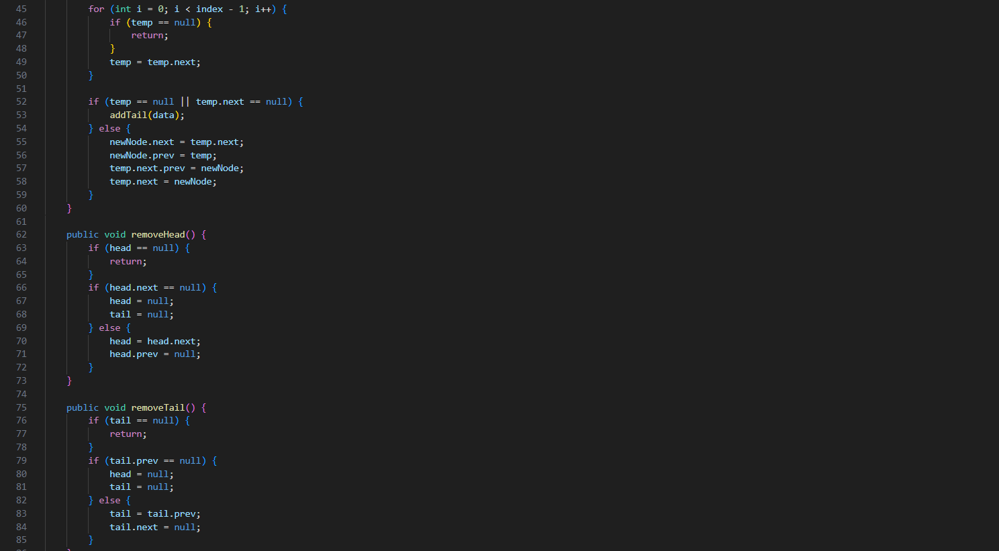 45 for (int i = 0; i < index - 1; i++) {
46 if (temp == null) {
47 return;
48 }
49 temp = temp.next;
50 }
51
52 if (temp == null || temp.next == null) {
53 addTail(data);
54 } else {
55 newNode.next = temp.next;
56 newNode.prev = temp;
57 temp.next.prev = newNode;
58 temp.next = newNode;
59 }
60 }
61
62 public void removeHead() {
63 if (head == null) {
64 return;
65 }
66 if (head.next == null) {
67 head = null;
68 tail = null;
69 } else {
70 head = head.next;
71 head.prev = null;
72 }
73 }
74
75 public void removeTail() {
76 if (tail == null) {
77 return;
78 }
79 if (tail.prev == null) {
80 head = null;
81 tail = null;
82 } else {
83 tail = tail.prev;
84 tail.next = null;
85 }